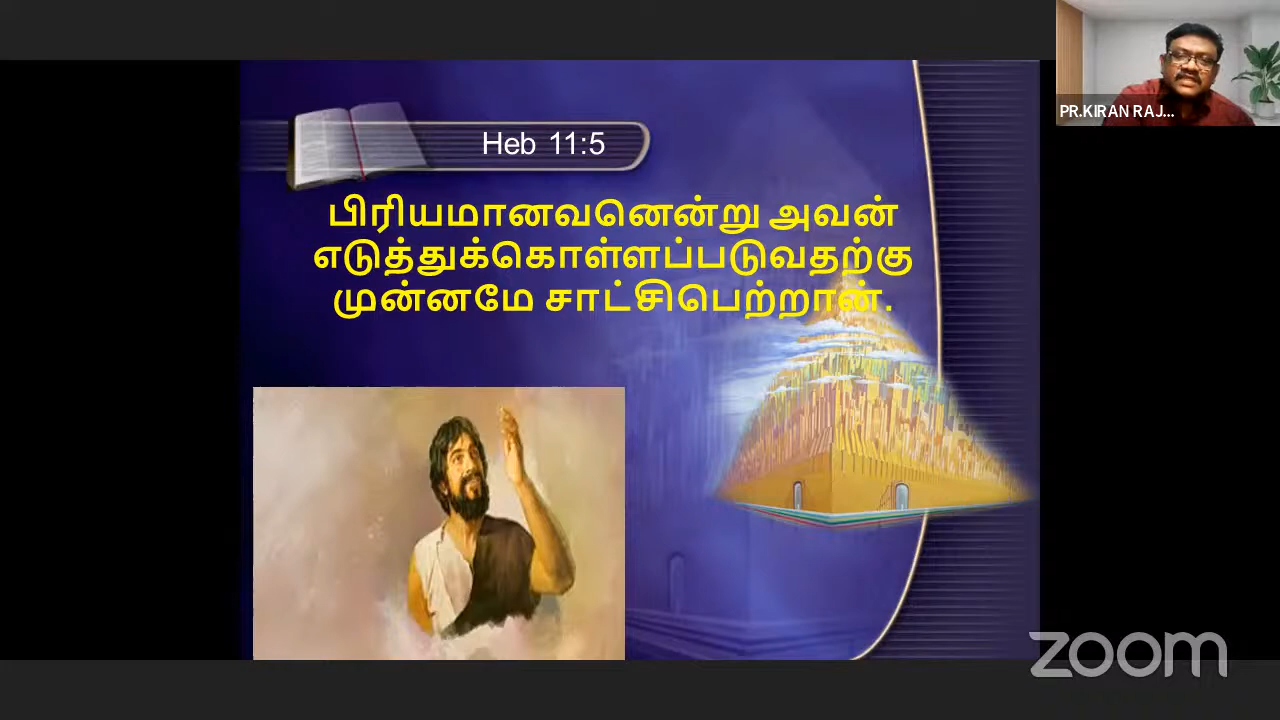 Heb 11:5
பிரியமானவனென்று அவன்
எடுத்துக்கொள்ளப்படுவதற்கு
முன்னமே சாட்சிபெற்றான்.
PR.KIRAN RAJ...
zoom